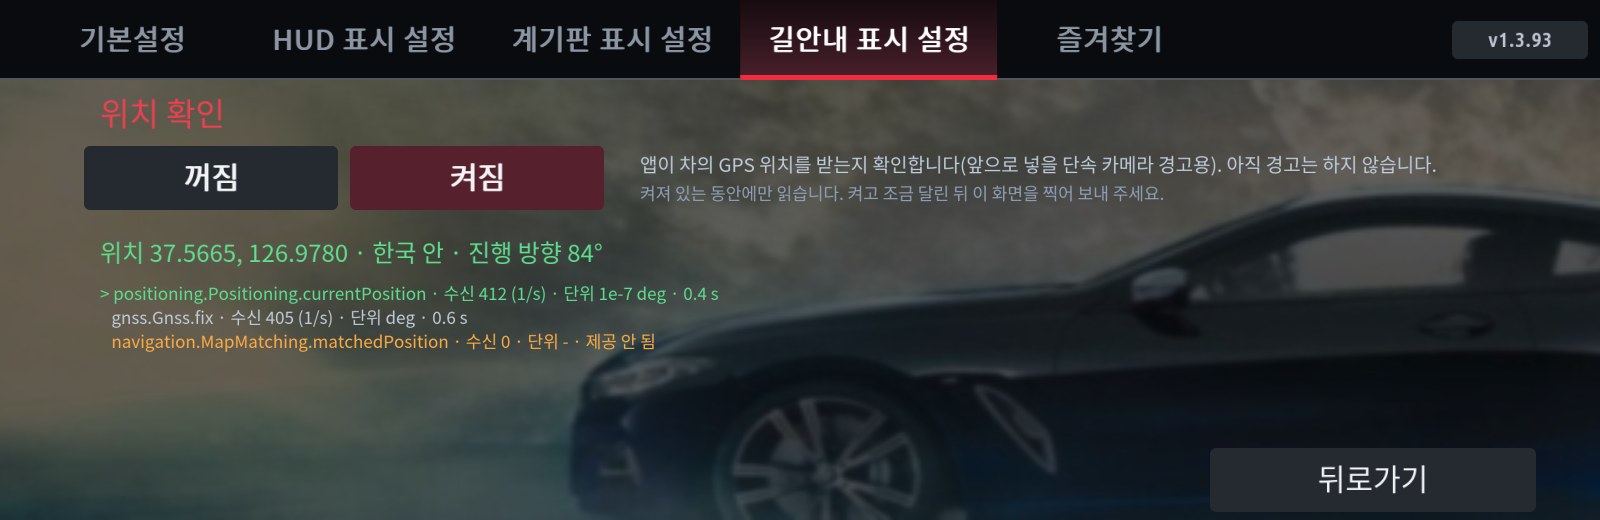 기본설정 HUD 표시 설정 계기판 표시 설정 길안내 표시 설정 즐겨찾기 v1.3.93
위치 확인
꺼짐 켜짐
앱이 차의 GPS 위치를 받는지 확인합니다(앞으로 넣을 단속 카메라 경고용). 아직 경고는 하지 않습니다.
켜져 있는 동안에만 읽습니다. 켜고 조금 달린 뒤 이 화면을 찍어 보내 주세요.
위치 37.5665, 126.9780 · 한국 안 · 진행 방향 84°
> positioning.Positioning.currentPosition · 수신 412 (1/s) · 단위 1e-7 deg · 0.4 s
gnss.Gnss.fix · 수신 405 (1/s) · 단위 deg · 0.6 s
navigation.MapMatching.matchedPosition · 수신 0 · 단위 - · 제공 안 됨
뒤로가기